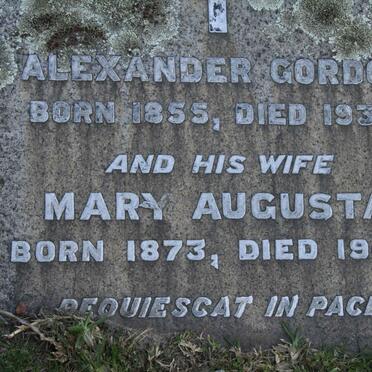 ALEXANDER GORDO
BORN 1855, DIED 193
AND HIS WIFE
MARY AUGUSTA
BORN 1873, DIED 19
REQUIESCAT IN PACE